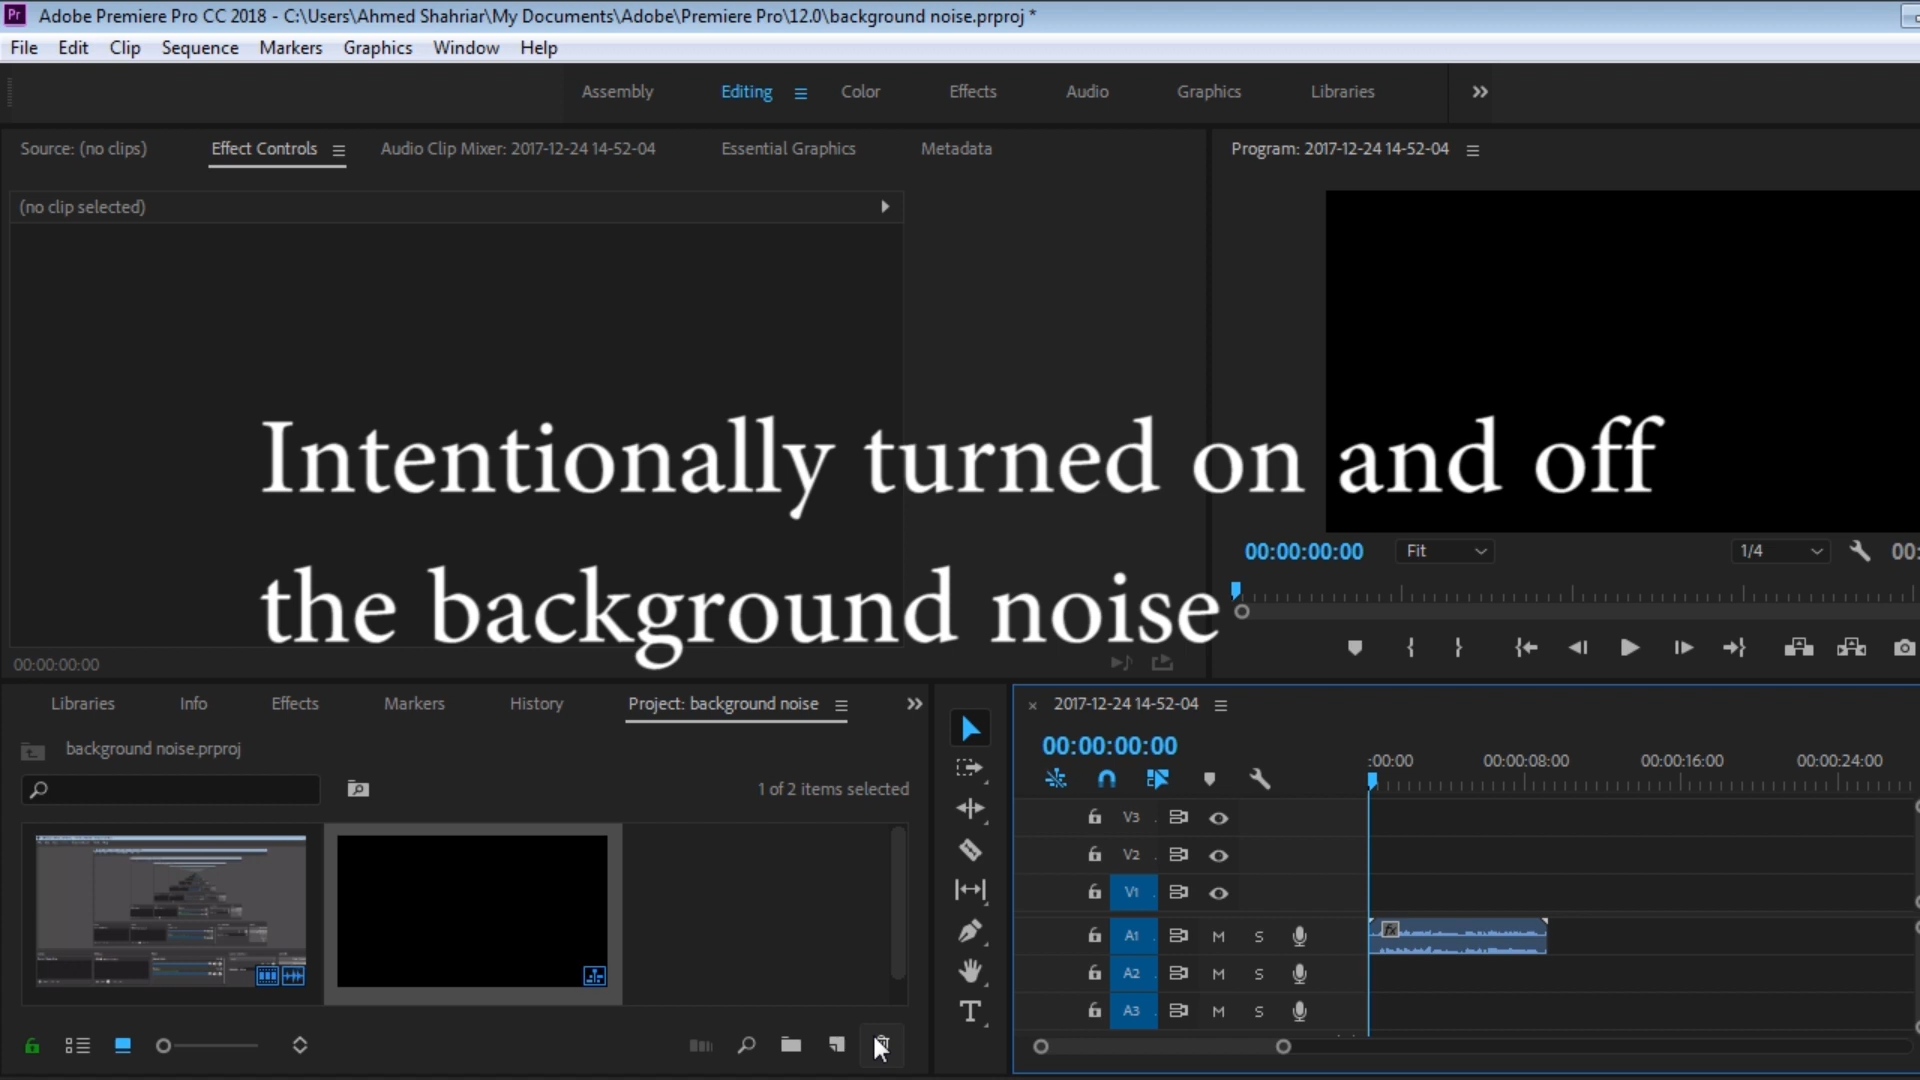 Adobe Premiere Pro CC 2018 - C:\Users\Ahmed Shahriar\My Documents\Adobe\Premiere Pro\12.0\background noise.prproj *
File Edit Clip Sequence Markers Graphics Window Help
Assembly Editing Color Effects Audio Graphics Libraries
Source: (no clips) Effect Controls Audio Clip Mixer: 2017-12-24 14-52-04 Essential Graphics Metadata Program: 2017-12-24 14-52-04
(no clip selected)
Intentionally turned on and off
the background noise
00:00:00:00 Fit 1/4 00:
00:00:00:00
Libraries Info Effects Markers History Project: background noise 2017-12-24 14-52-04
background noise.prproj 00:00:00:00
:00:00 00:00:08:00 00:00:16:00 00:00:24:00
1 of 2 items selected
V3
V2
V1
A1 M S
fx
A2 M S
A3 M S